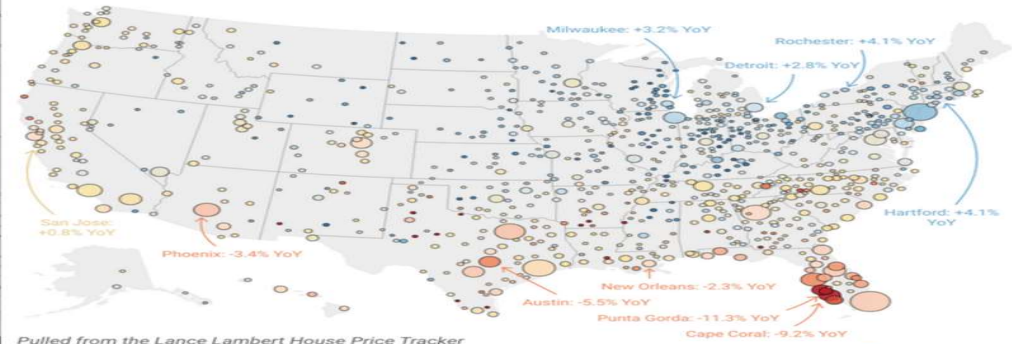 Milwaukee: +3.2% YoY
Rochester: +4.1% YoY
Detroit: +2.8% YoY
San Jose:
+0.8% YoY
Hartford: +4.1%
YoY
Phoenix: -3.4% YoY
New Orleans: -2.3% YoY
Austin: -5.5% YoY
Punta Gorda: -11.3% YoY
Cape Coral: -9.2% YoY
Pulled from the Lance Lambert House Price Tracker